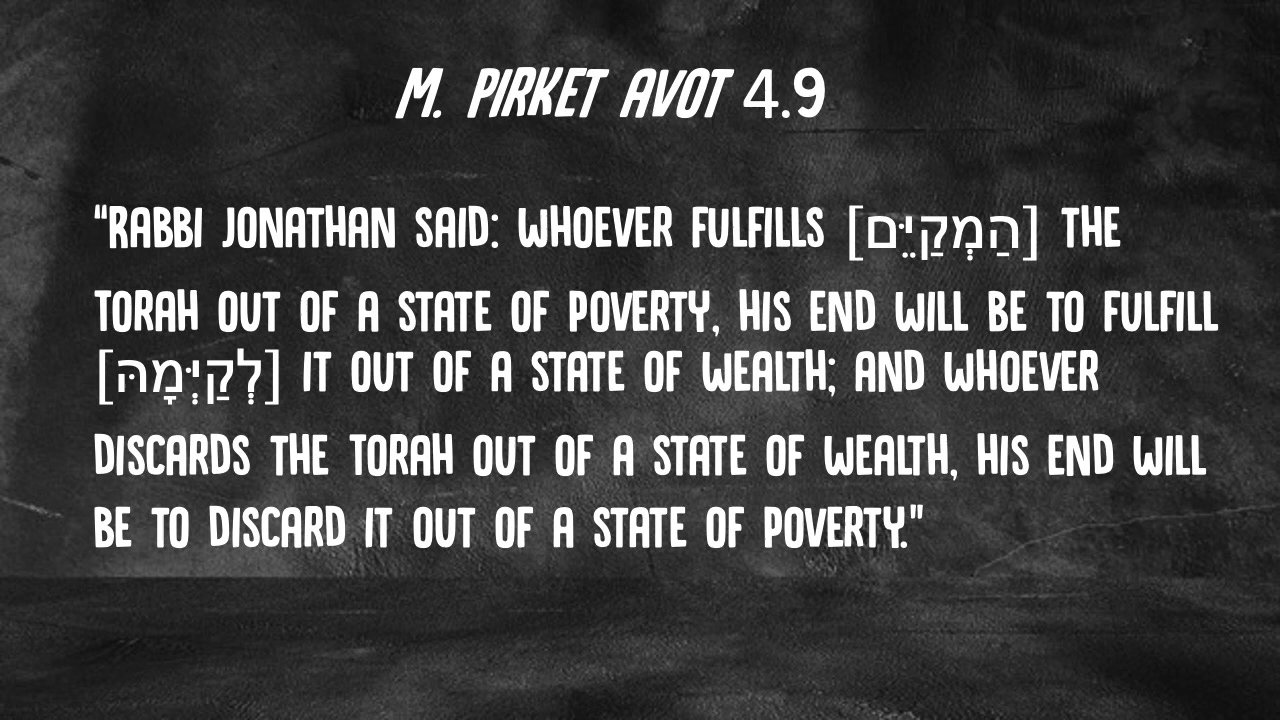 M. PIRKET AVOT 4.9
"RABBI JONATHAN SAID: WHOEVER FULFILLS [הַמְקַיֵּם] THE
TORAH OUT OF A STATE OF POVERTY, HIS END WILL BE TO FULFILL
[לְקַיְּמָהּ] IT OUT OF A STATE OF WEALTH; AND WHOEVER
DISCARDS THE TORAH OUT OF A STATE OF WEALTH, HIS END WILL
BE TO DISCARD IT OUT OF A STATE OF POVERTY."